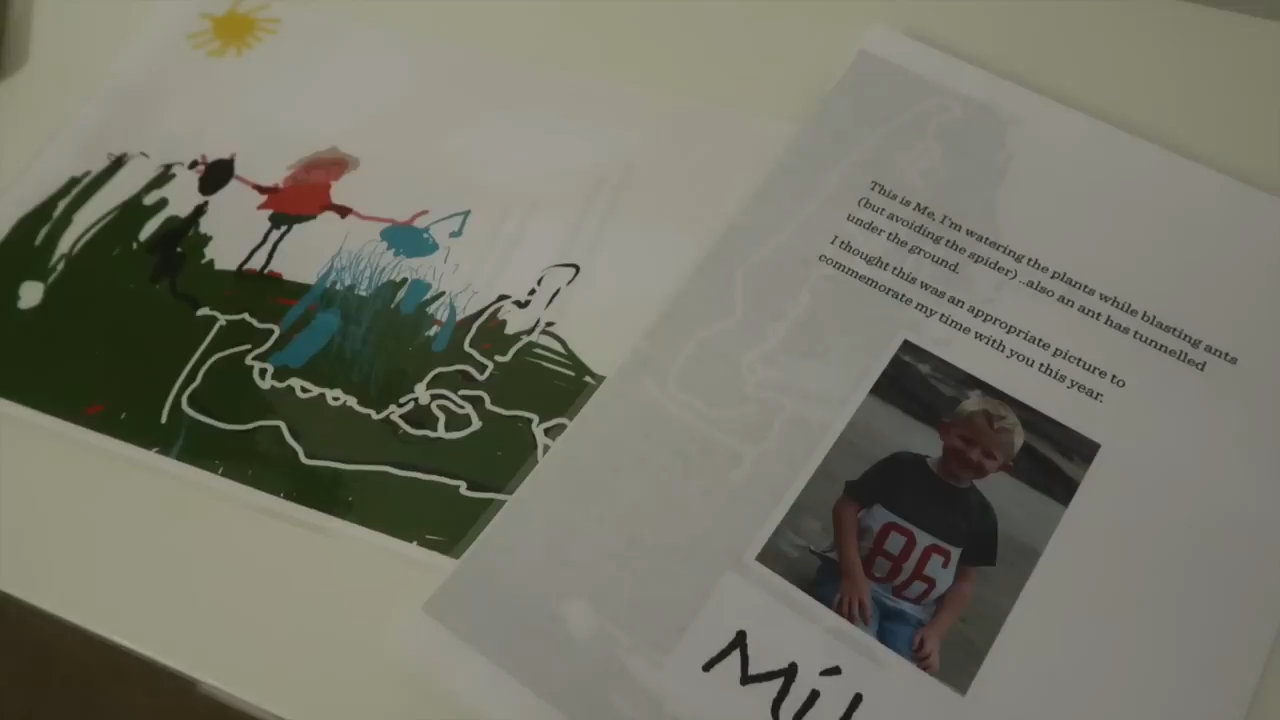 This is Me, I'm watering the plants while blasting ants
(but avoiding the spider) ..also an ant has tunnelled
under the ground.
I thought this was an appropriate picture to
commemorate my time with you this year.
86